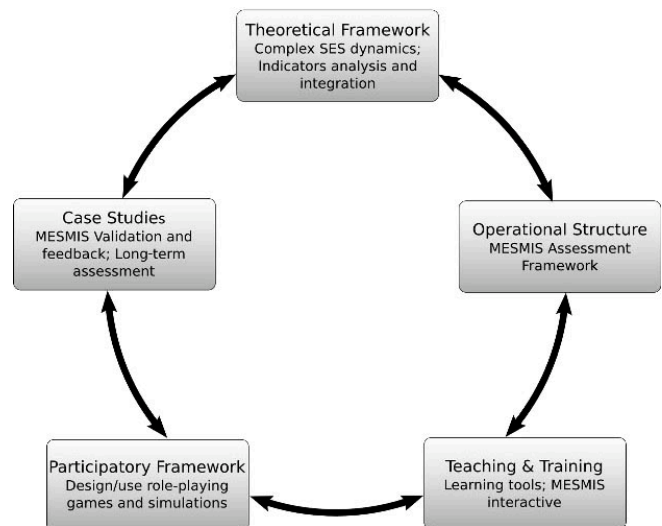 Theoretical Framework
Complex SES dynamics;
Indicators analysis and
integration
Case Studies
MESMIS Validation and
feedback; Long-term
assessment
Operational Structure
MESMIS Assessment
Framework
Participatory Framework
Design/use role-playing
games and simulations
Teaching & Training
Learning tools; MESMIS
interactive